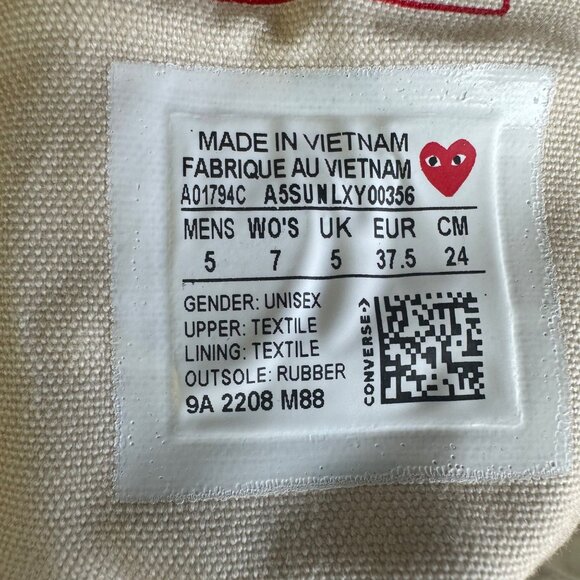 MADE IN VIETNAM
FABRIQUE AU VIETNAM
A01794C A5SUNLXY00356
MENS WO'S UK EUR CM
5 7 5 37.5 24
GENDER: UNISEX
UPPER: TEXTILE
LINING: TEXTILE
OUTSOLE: RUBBER
9A 2208 M88
CONVERSE